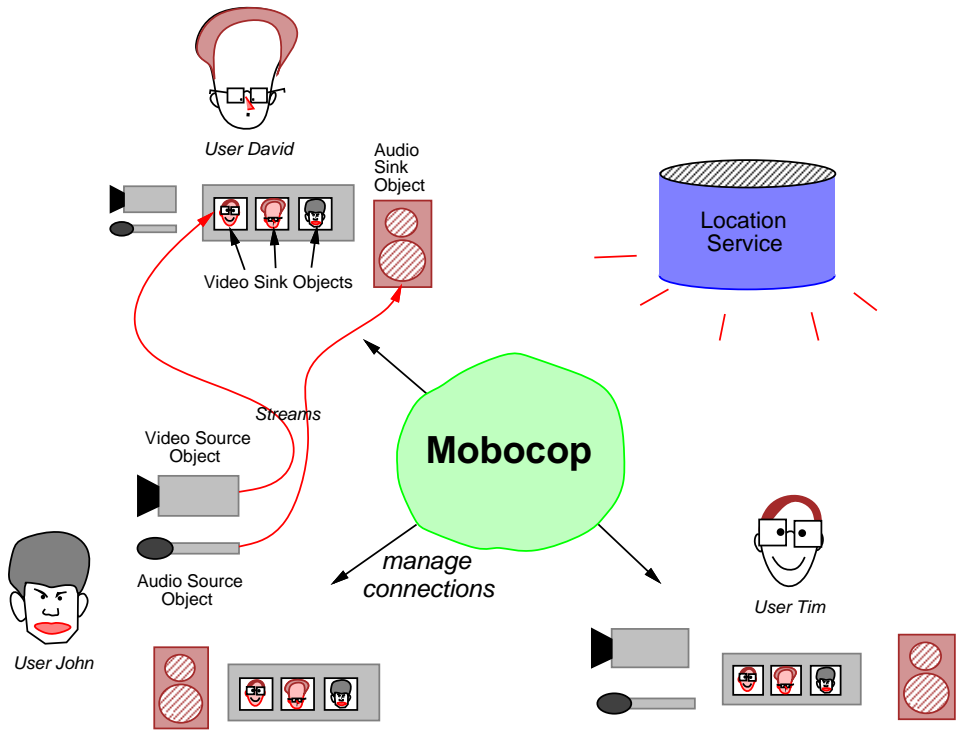 User David
Audio
Sink
Object
Location
Service
Video Sink Objects
Streams
Video Source
Object
Mobocop
manage
connections
Audio Source
Object
User Tim
User John